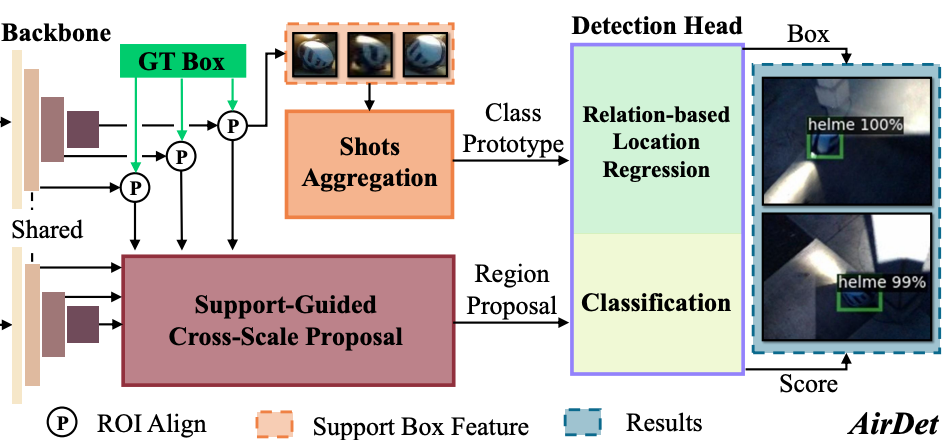 Backbone
GT Box
P
P
P
Shared
Shots
Aggregation
Support-Guided
Cross-Scale Proposal
Class
Prototype
Region
Proposal
Detection Head
Relation-based
Location
Regression
Classification
Box
helme 100%
helme 99%
Score
P ROI Align
Support Box Feature
Results
AirDet